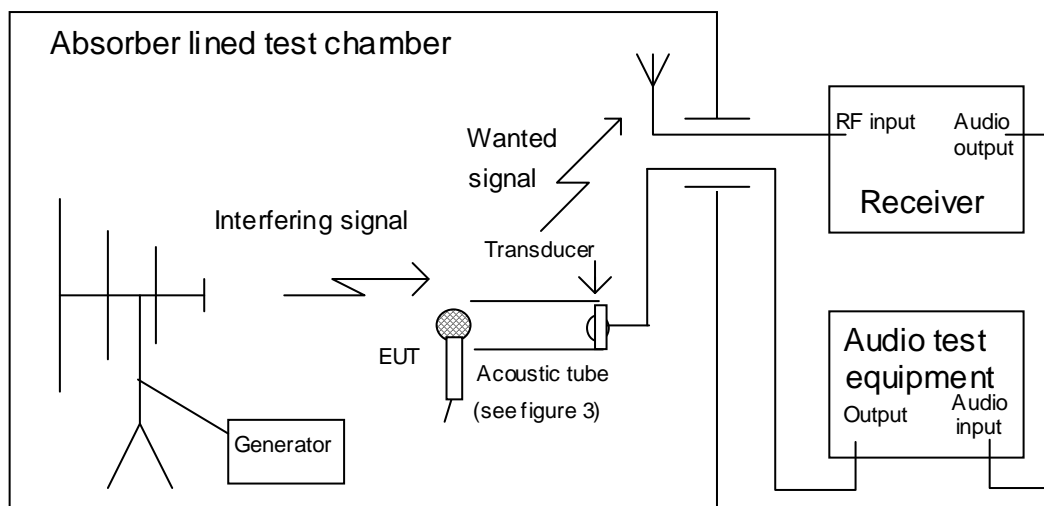 Absorber lined test chamber
Wanted
signal
RF input
Audio
output
Receiver
Interfering signal
Transducer
EUT
Acoustic tube
(see figure 3)
Generator
Audio test
equipment
Output
Audio
input